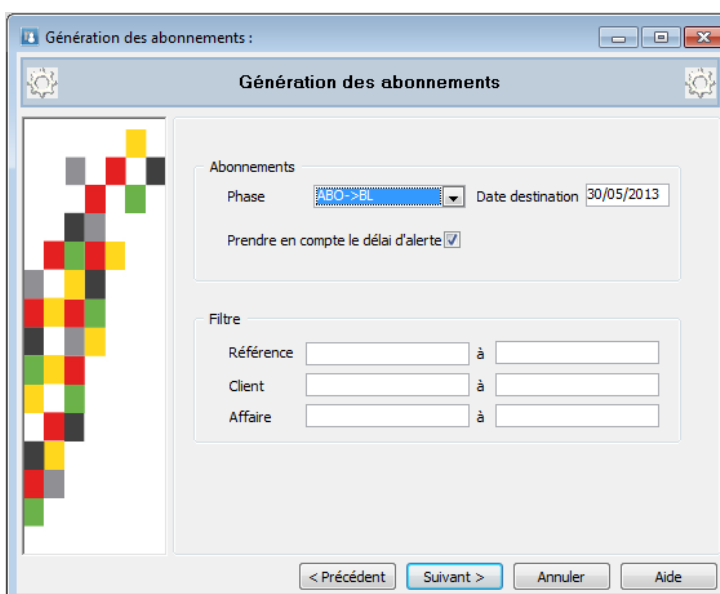 Génération des abonnements :
Génération des abonnements
Abonnements
Phase ABO->BL Date destination 30/05/2013
Prendre en compte le délai d'alerte
Filtre
Référence à
Client à
Affaire à
< Précédent Suivant > Annuler Aide